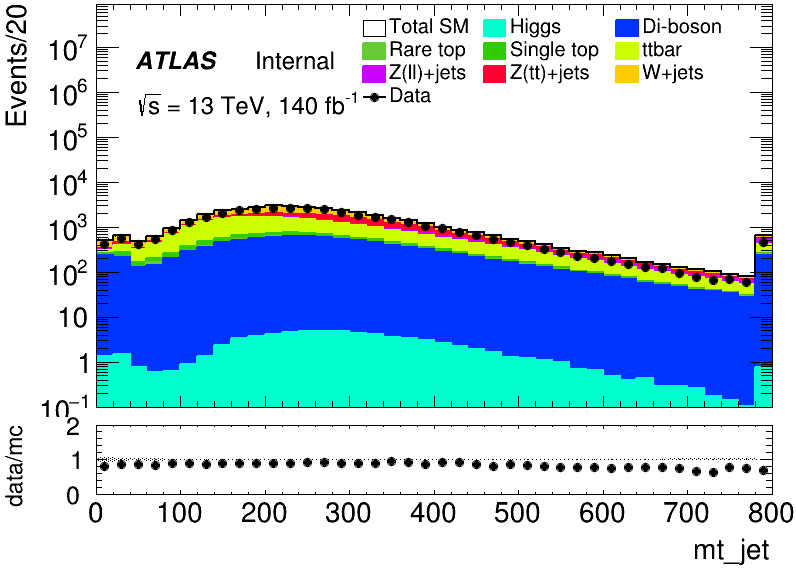 Events/20
10⁷
10⁶
10⁵
10⁴
10³
10²
10
1
10⁻¹
ATLAS Internal
√s = 13 TeV, 140 fb⁻¹
Total SM Higgs Di-boson
Rare top Single top ttbar
Z(ll)+jets Z(tt)+jets W+jets
Data
data/mc
2
1
0
0 100 200 300 400 500 600 700 800
mt_jet